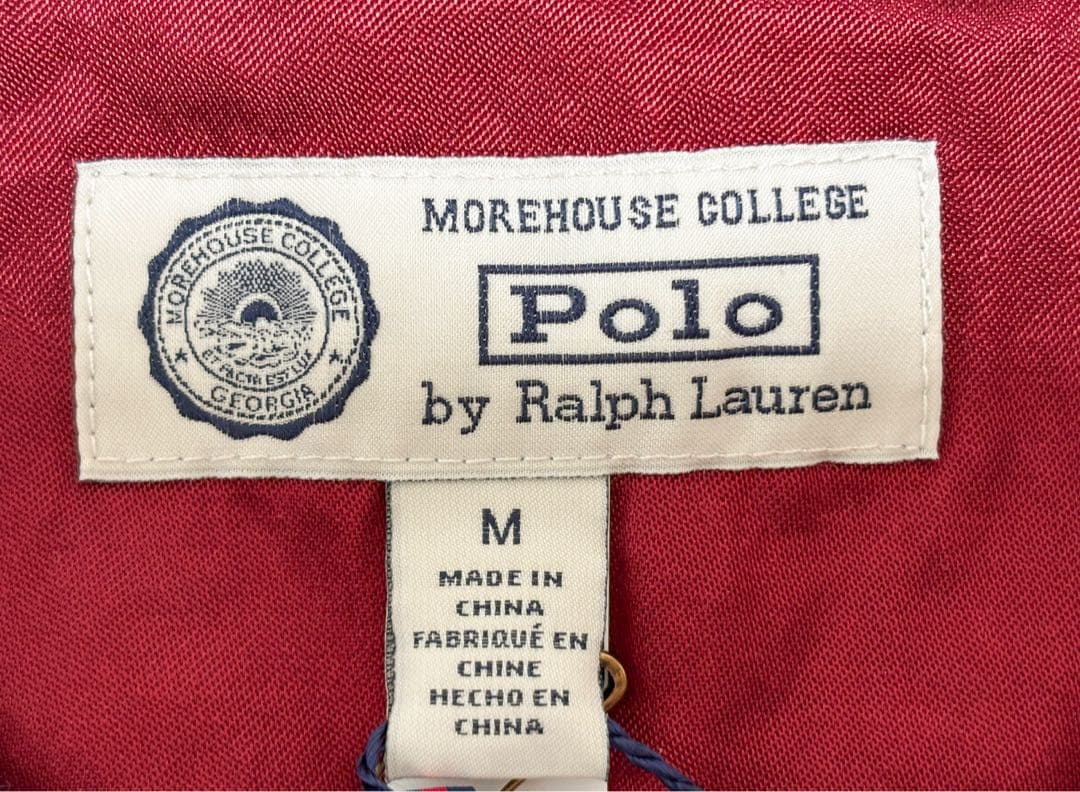 MOREHOUSE COLLEGE
ET FACTA EST LUX
GEORGIA
MOREHOUSE COLLEGE
Polo
by Ralph Lauren
M
MADE IN
CHINA
FABRIQUÉ EN
CHINE
HECHO EN
CHINA